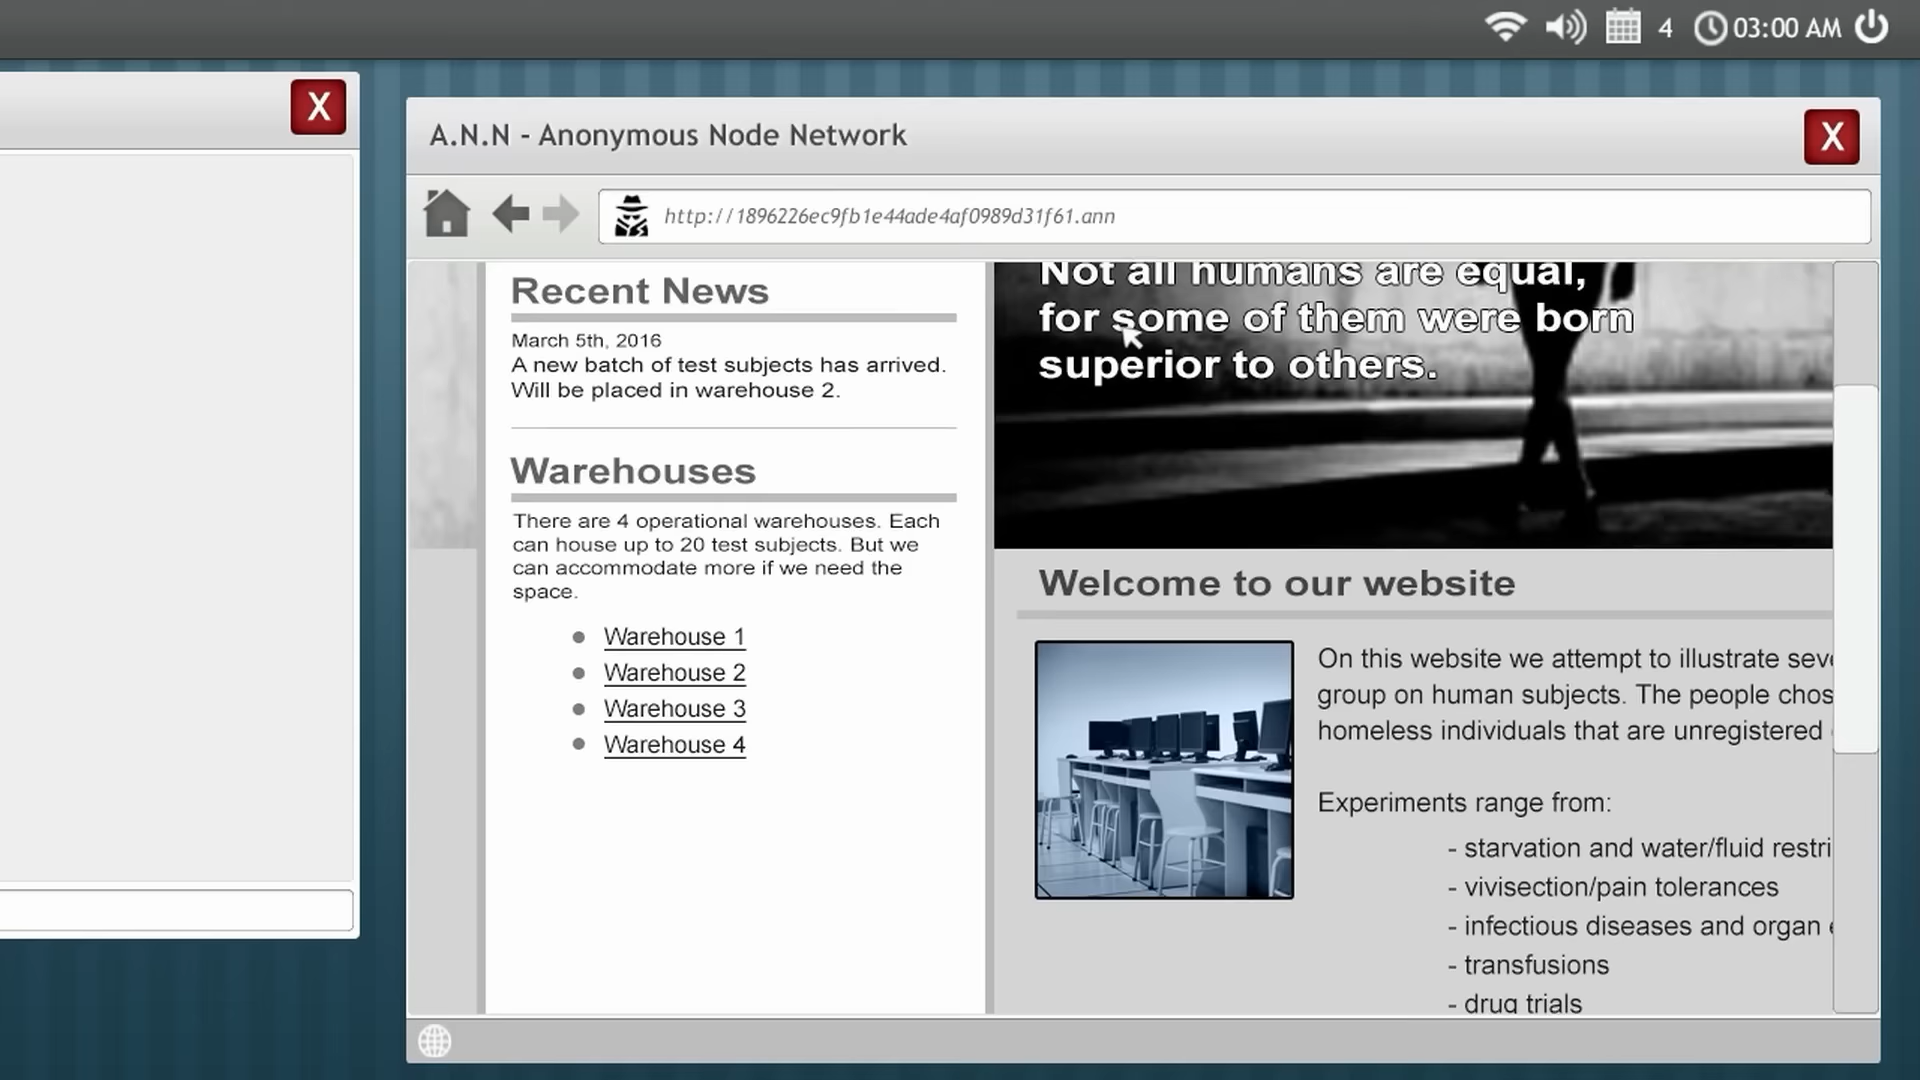 4 03:00 AM
X
A.N.N - Anonymous Node Network
X
http://1896226ec9fb1e44ade4af0989d31f61.ann
Recent News
March 5th, 2016
A new batch of test subjects has arrived.
Will be placed in warehouse 2.
Warehouses
There are 4 operational warehouses. Each
can house up to 20 test subjects. But we
can accommodate more if we need the
space.
Warehouse 1
Warehouse 2
Warehouse 3
Warehouse 4
Not all humans are equal,
for some of them were born
superior to others.
Welcome to our website
On this website we attempt to illustrate
group on human subjects. The people
homeless individuals that are unregistered
Experiments range from:
- starvation and water/fluid
- vivisection/pain tolerances
- infectious diseases and organ
- transfusions
- drug trials